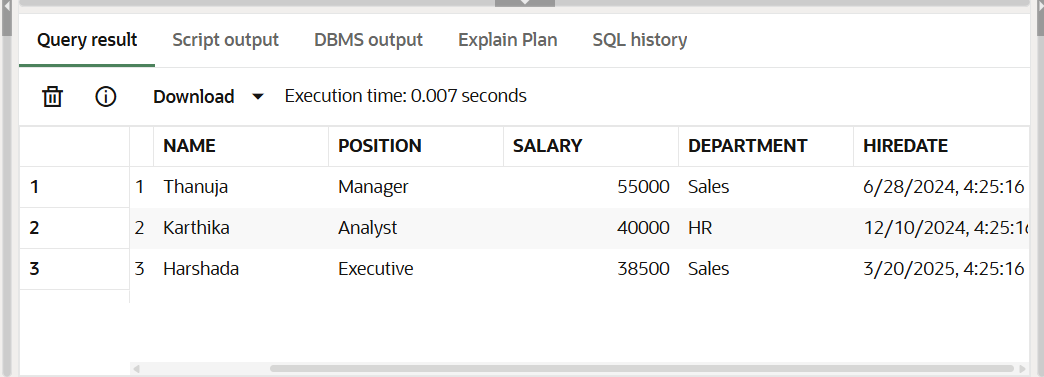 Query result Script output DBMS output Explain Plan SQL history
Download Execution time: 0.007 seconds
NAME POSITION SALARY DEPARTMENT HIREDATE
1 1 Thanuja Manager 55000 Sales 6/28/2024, 4:25:16
2 2 Karthika Analyst 40000 HR 12/10/2024, 4:25:16
3 3 Harshada Executive 38500 Sales 3/20/2025, 4:25:16